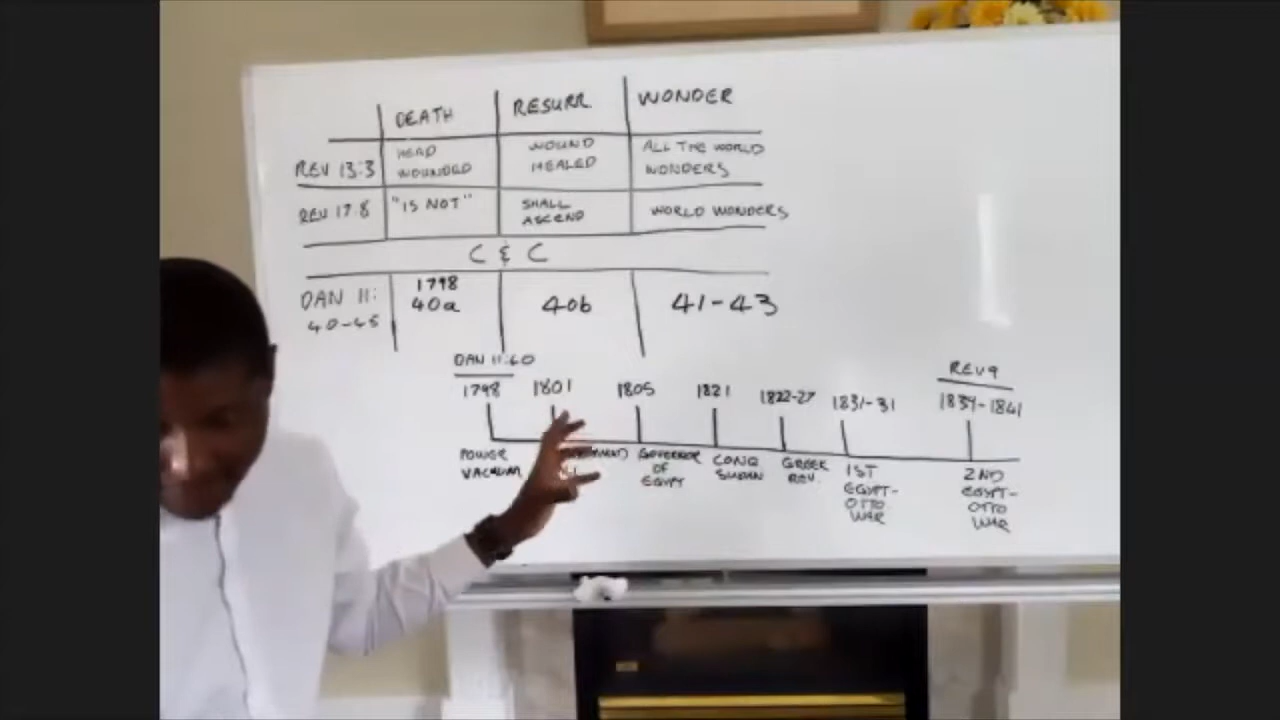 DEATH RESURR WONDER
REV 13:3 HEAD WOUNDED WOUND HEALED ALL THE WORLD WONDERS
REV 17:8 "IS NOT" SHALL ASCEND WORLD WONDERS
C & C
DAN 11: 40-45 1798 40a 40b 41-43
DAN 11:40 REV 9
1798 1801 1805 1821 1822-27 1831-31 1839-1841
POWER VACUUM GOVERNOR OF EGYPT CONQ SUDAN GREEK REV. 1ST EGYPT-OTTO WAR 2ND EGYPT-OTTO WAR